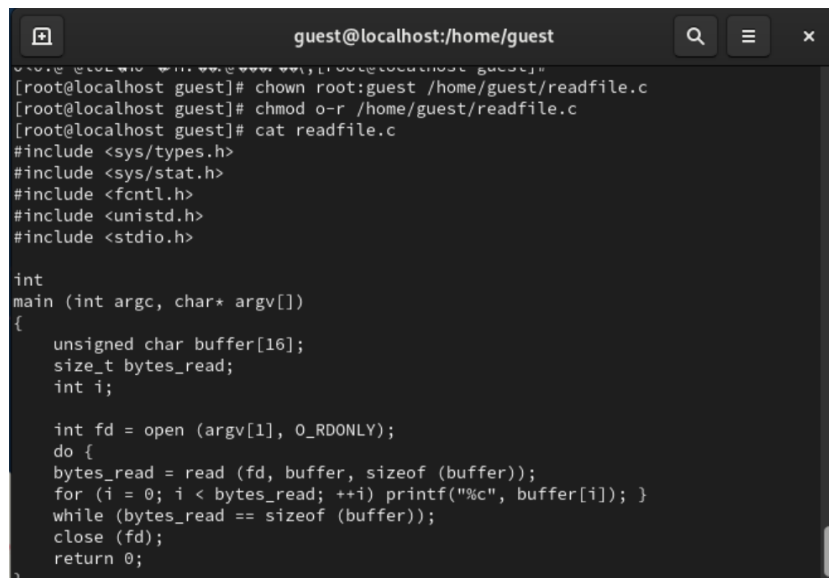 guest@localhost:/home/guest
[root@localhost guest]# chown root:guest /home/guest/readfile.c
[root@localhost guest]# chmod o-r /home/guest/readfile.c
[root@localhost guest]# cat readfile.c
#include <sys/types.h>
#include <sys/stat.h>
#include <fcntl.h>
#include <unistd.h>
#include <stdio.h>

int
main (int argc, char* argv[])
{
    unsigned char buffer[16];
    size_t bytes_read;
    int i;

    int fd = open (argv[1], O_RDONLY);
    do {
    bytes_read = read (fd, buffer, sizeof (buffer));
    for (i = 0; i < bytes_read; ++i) printf("%c", buffer[i]); }
    while (bytes_read == sizeof (buffer));
    close (fd);
    return 0;
}